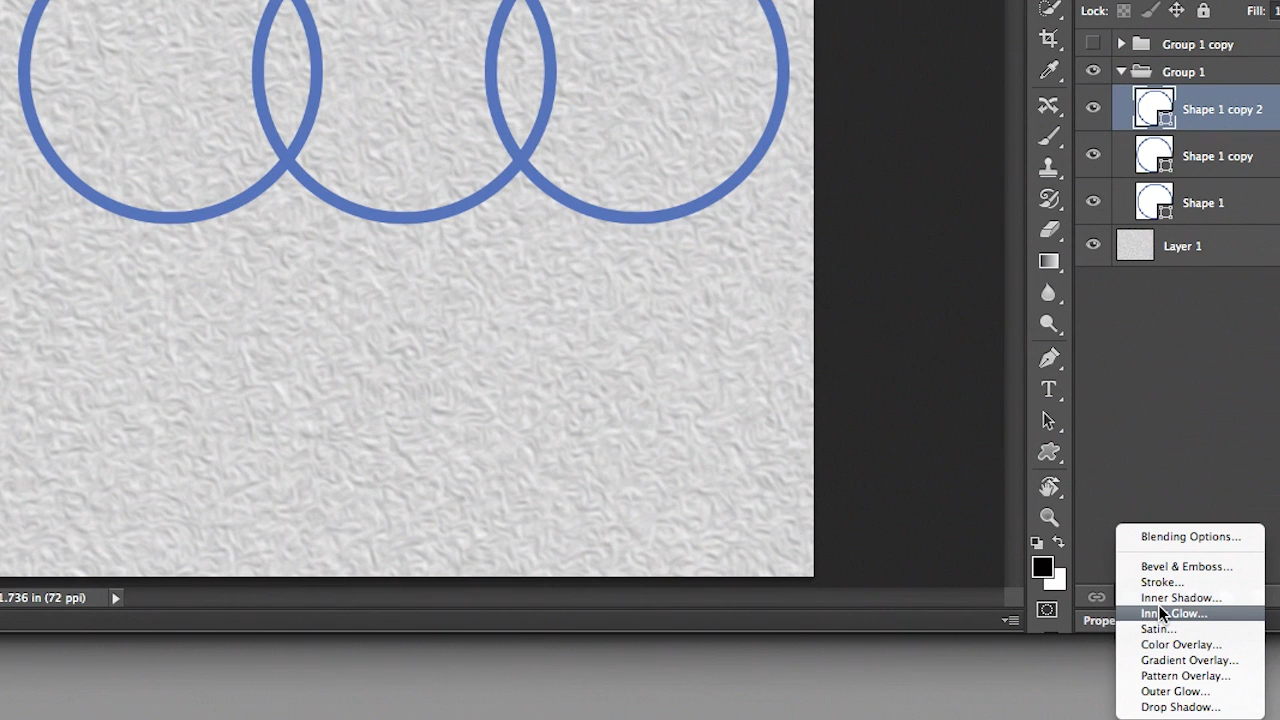 Lock:
Fill:
Group 1 copy
Group 1
Shape 1 copy 2
Shape 1 copy
Shape 1
Layer 1
T
Blending Options...
Bevel & Emboss...
Stroke...
Inner Shadow...
Satin...
Color Overlay...
Gradient Overlay...
Pattern Overlay...
Outer Glow...
Drop Shadow...
1.736 in (72 ppi)